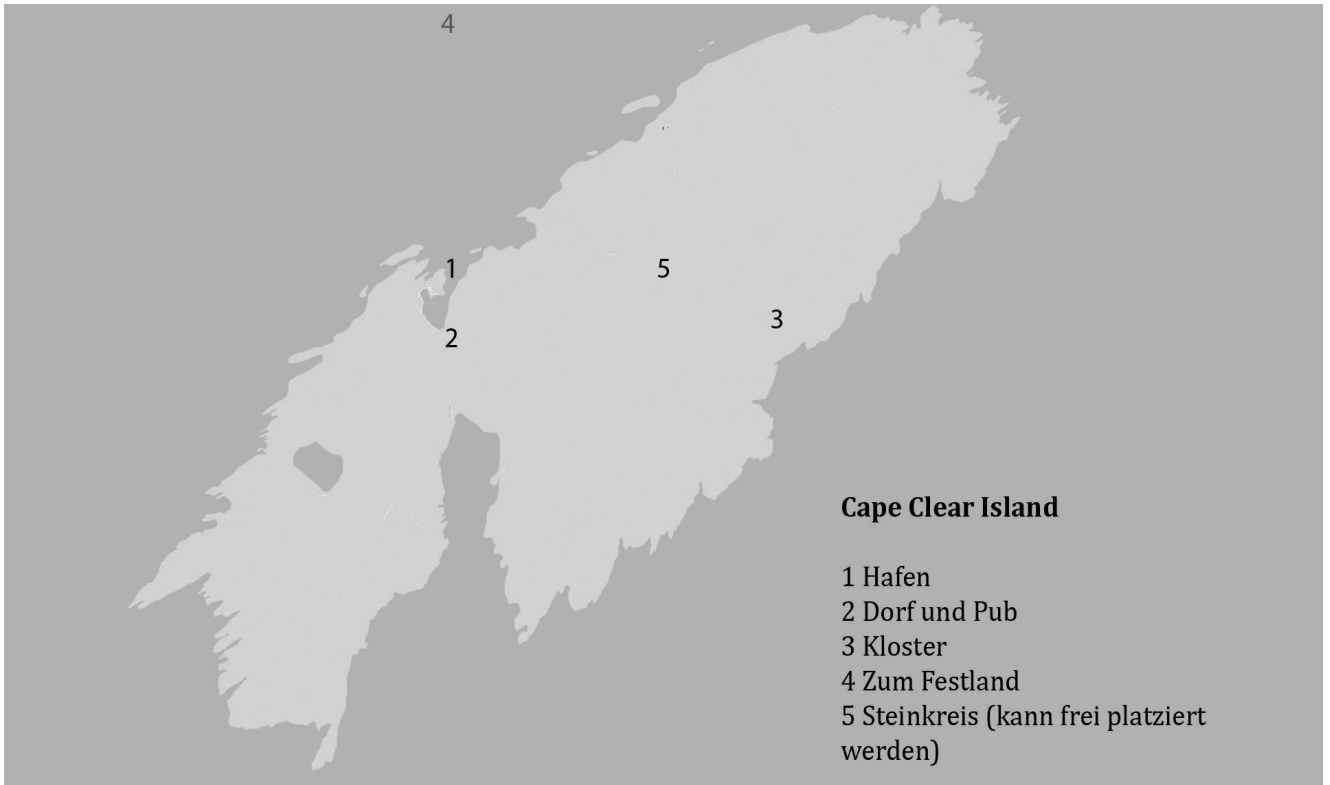 4
1
5
3
2
Cape Clear Island
1 Hafen
2 Dorf und Pub
3 Kloster
4 Zum Festland
5 Steinkreis (kann frei platziert
werden)